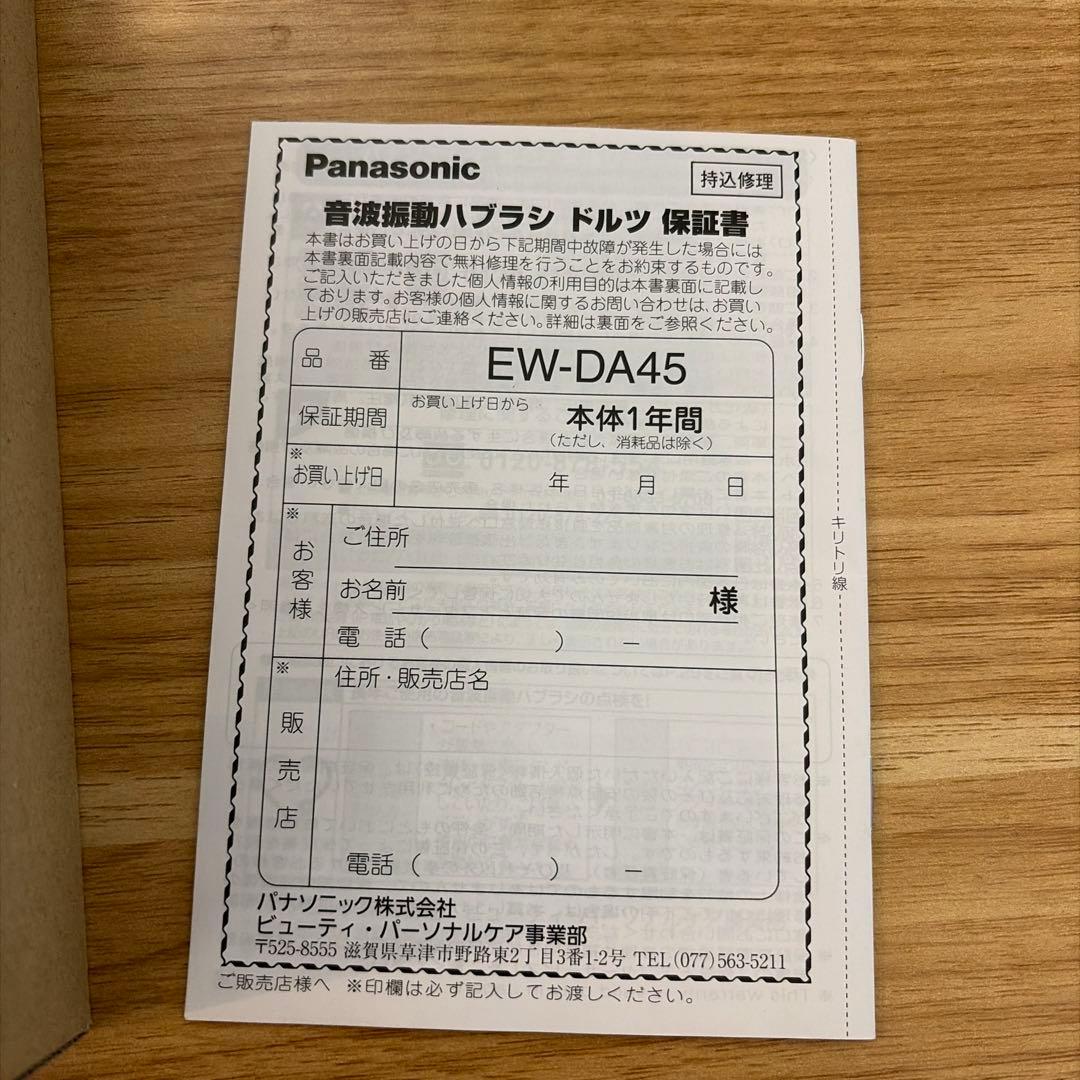 Panasonic
持込修理
音波振動ハブラシ ドルツ 保証書
本書はお買い上げの日から下記期間中故障が発生した場合には
本書裏面記載内容で無料修理を行うことをお約束するものです。
ご記入いただきました個人情報の利用目的は本書裏面に記載し
ております。お客様の個人情報に関するお問い合わせは、お買い
上げの販売店にご連絡ください。詳細は裏面をご参照ください。
品 番 EW-DA45
保証期間 お買い上げ日から 本体1年間
(ただし、消耗品は除く)
※
お買い上げ日 年 月 日
※
お客様
ご住所
お名前 様
電 話( ) −
※
販売店
住所・販売店名
電話( ) −
パナソニック株式会社
ビューティ・パーソナルケア事業部
〒525-8555 滋賀県草津市野路東2丁目3番1-2号 TEL(077)563-5211
ご販売店様へ ※印欄は必ず記入してお渡しください。
キリトリ線